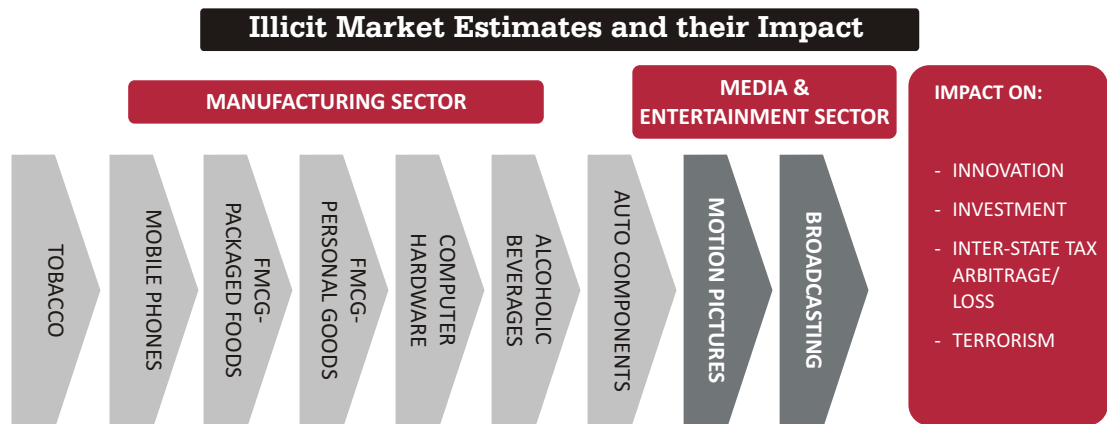 Illicit Market Estimates and their Impact
MANUFACTURING SECTOR
MEDIA &
ENTERTAINMENT SECTOR
TOBACCO
MOBILE PHONES
FMCG-
PACKAGED FOODS
FMCG-
PERSONAL GOODS
COMPUTER
HARDWARE
ALCOHOLIC
BEVERAGES
AUTO COMPONENTS
MOTION PICTURES
BROADCASTING
IMPACT ON:
- INNOVATION
- INVESTMENT
- INTER-STATE TAX
ARBITRAGE/
LOSS
- TERRORISM